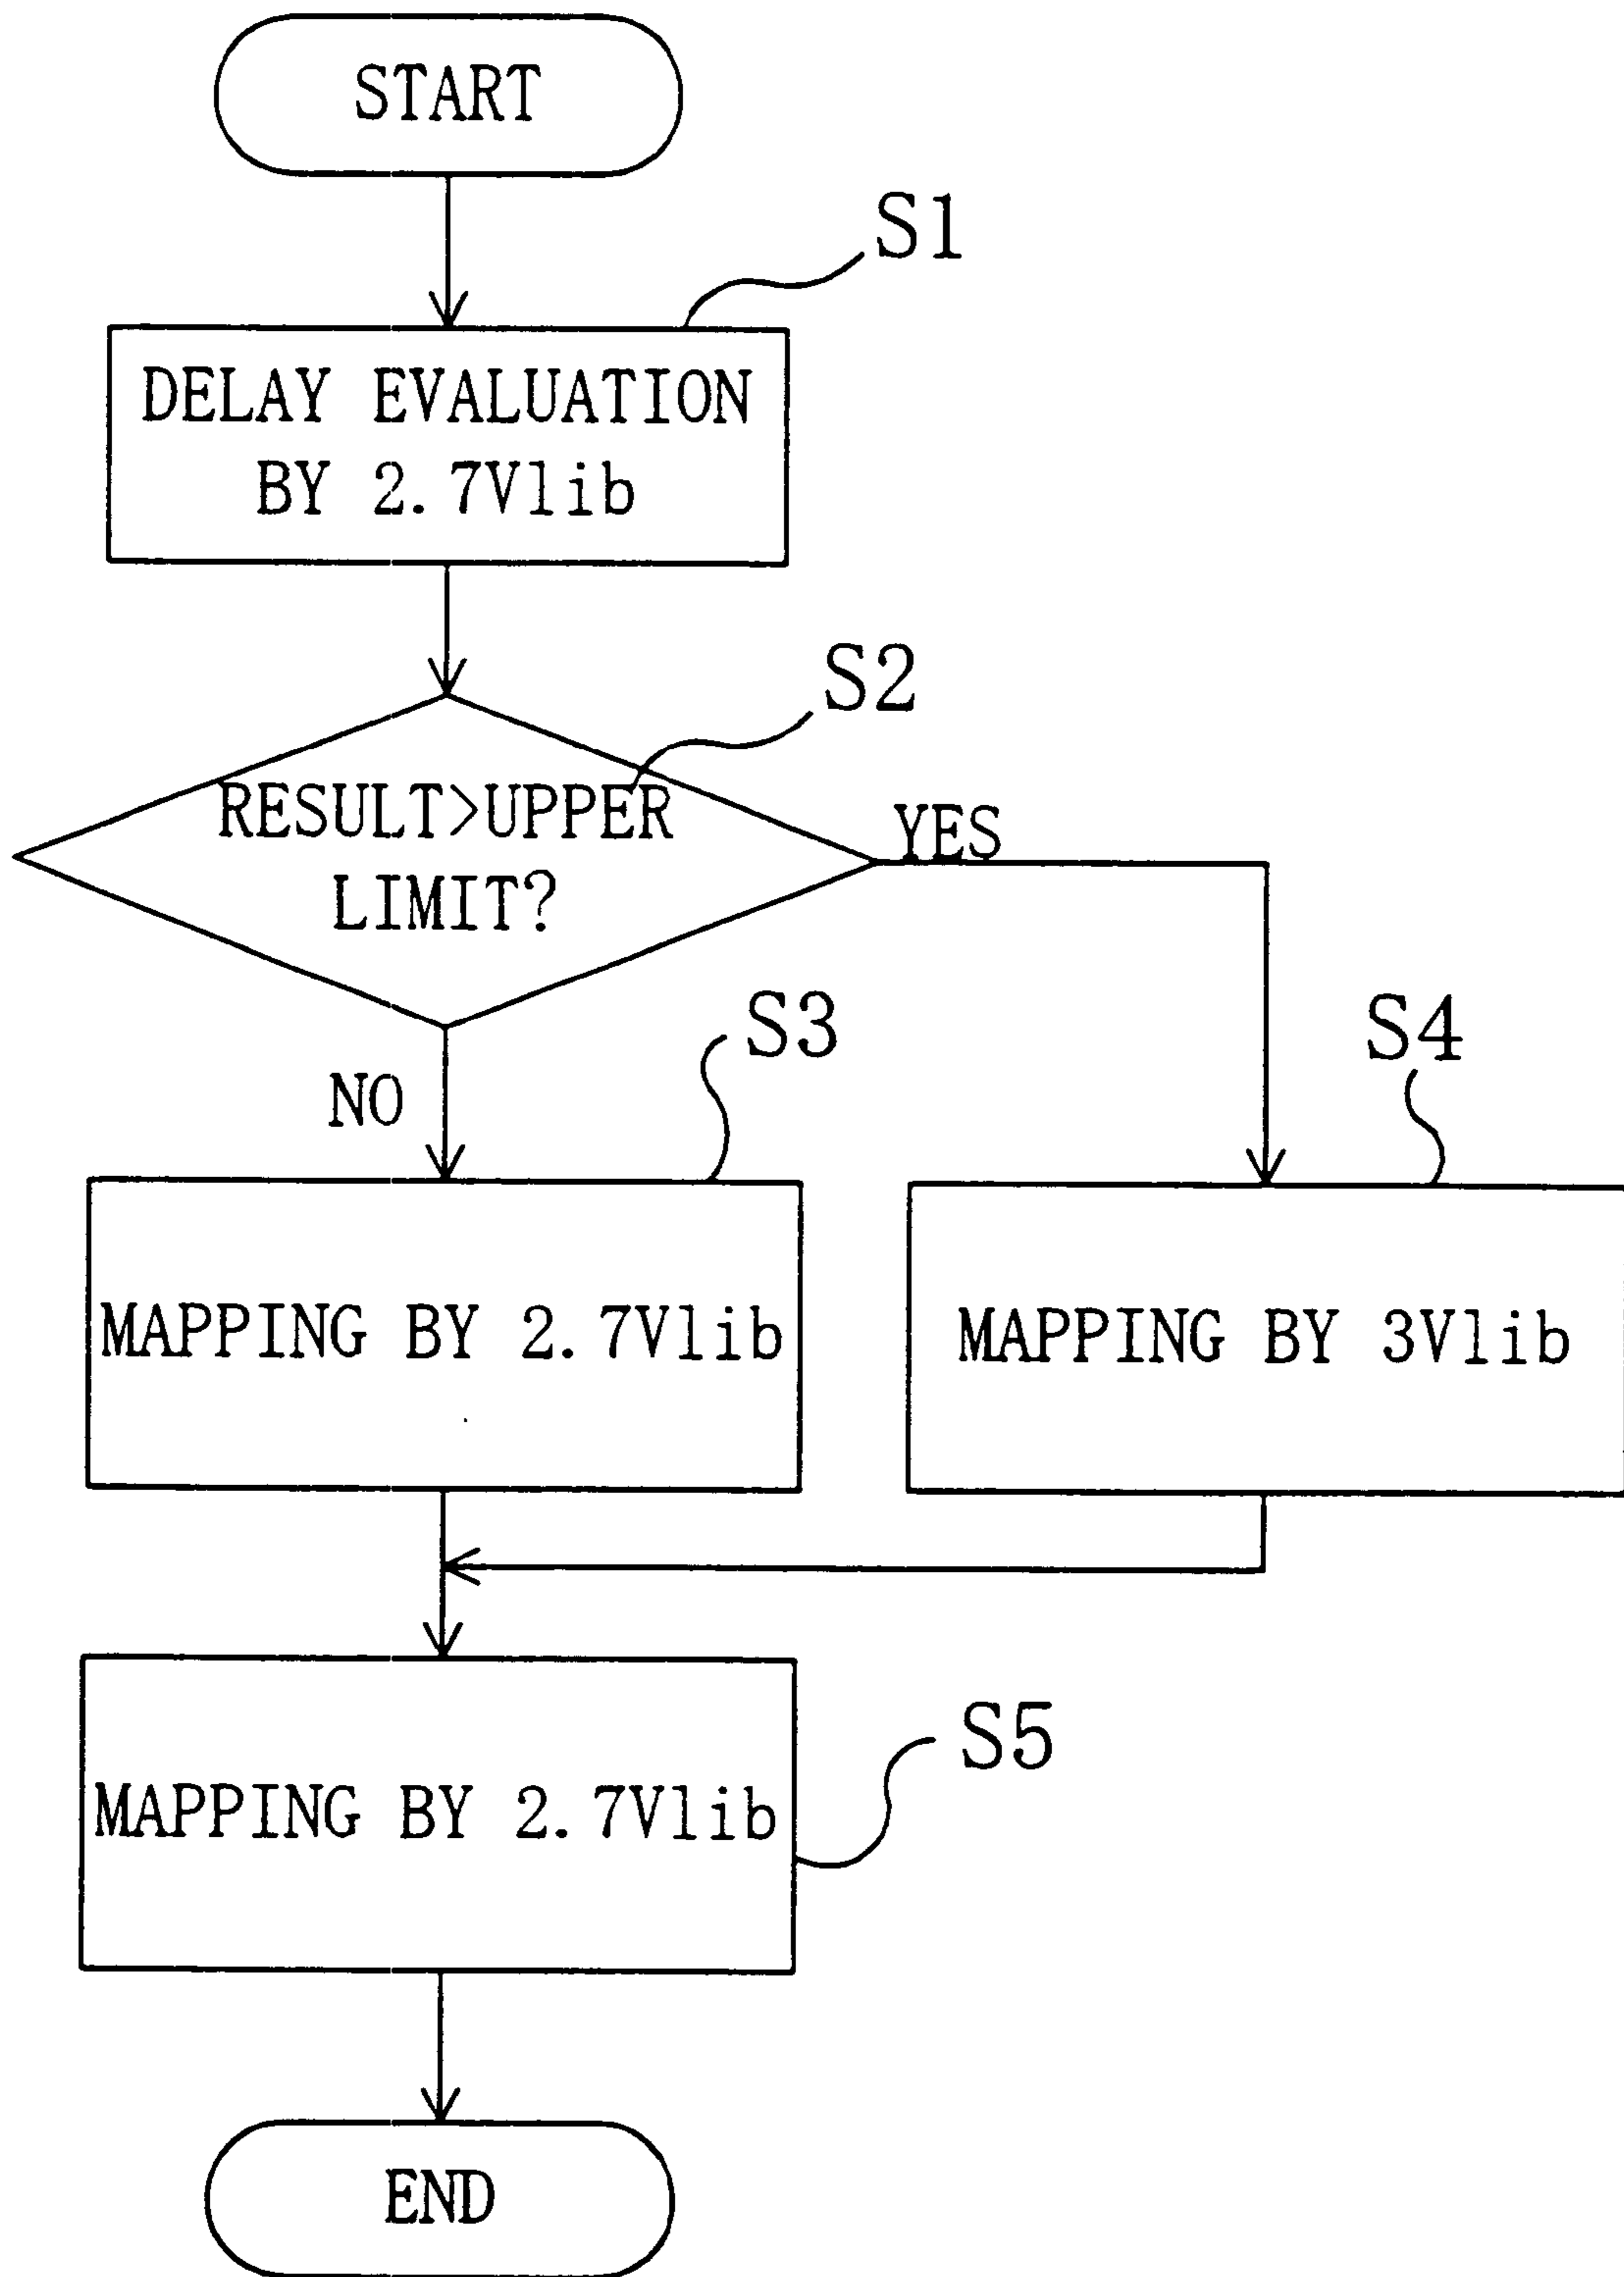 START
S1
DELAY EVALUATION
BY 2.7Vlib
S2
RESULT>UPPER
LIMIT?
YES
NO
S3
S4
MAPPING BY 2.7Vlib
MAPPING BY 3Vlib
MAPPING BY 2.7Vlib
S5
END